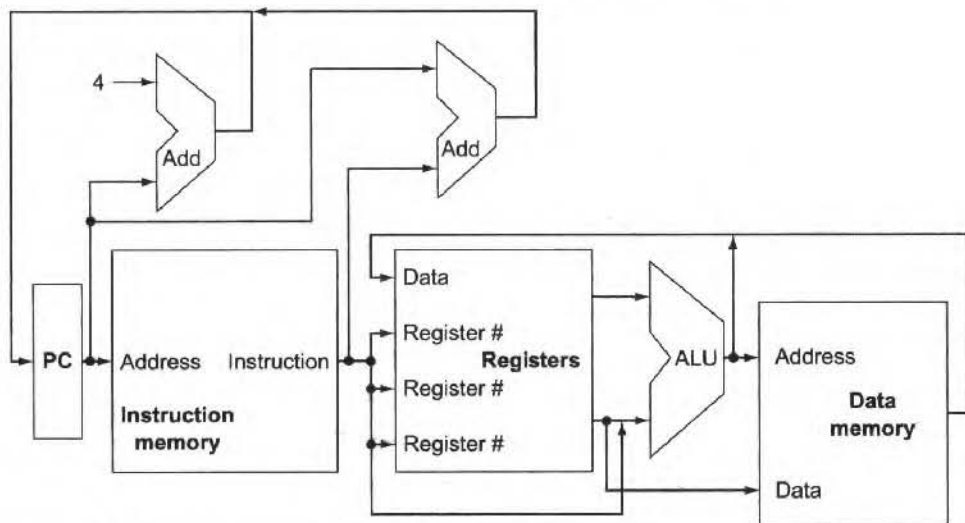 4
Add
Add
PC
Address
Instruction
Instruction
memory
Data
Register #
Register #
Register #
Registers
ALU
Address
Data
memory
Data